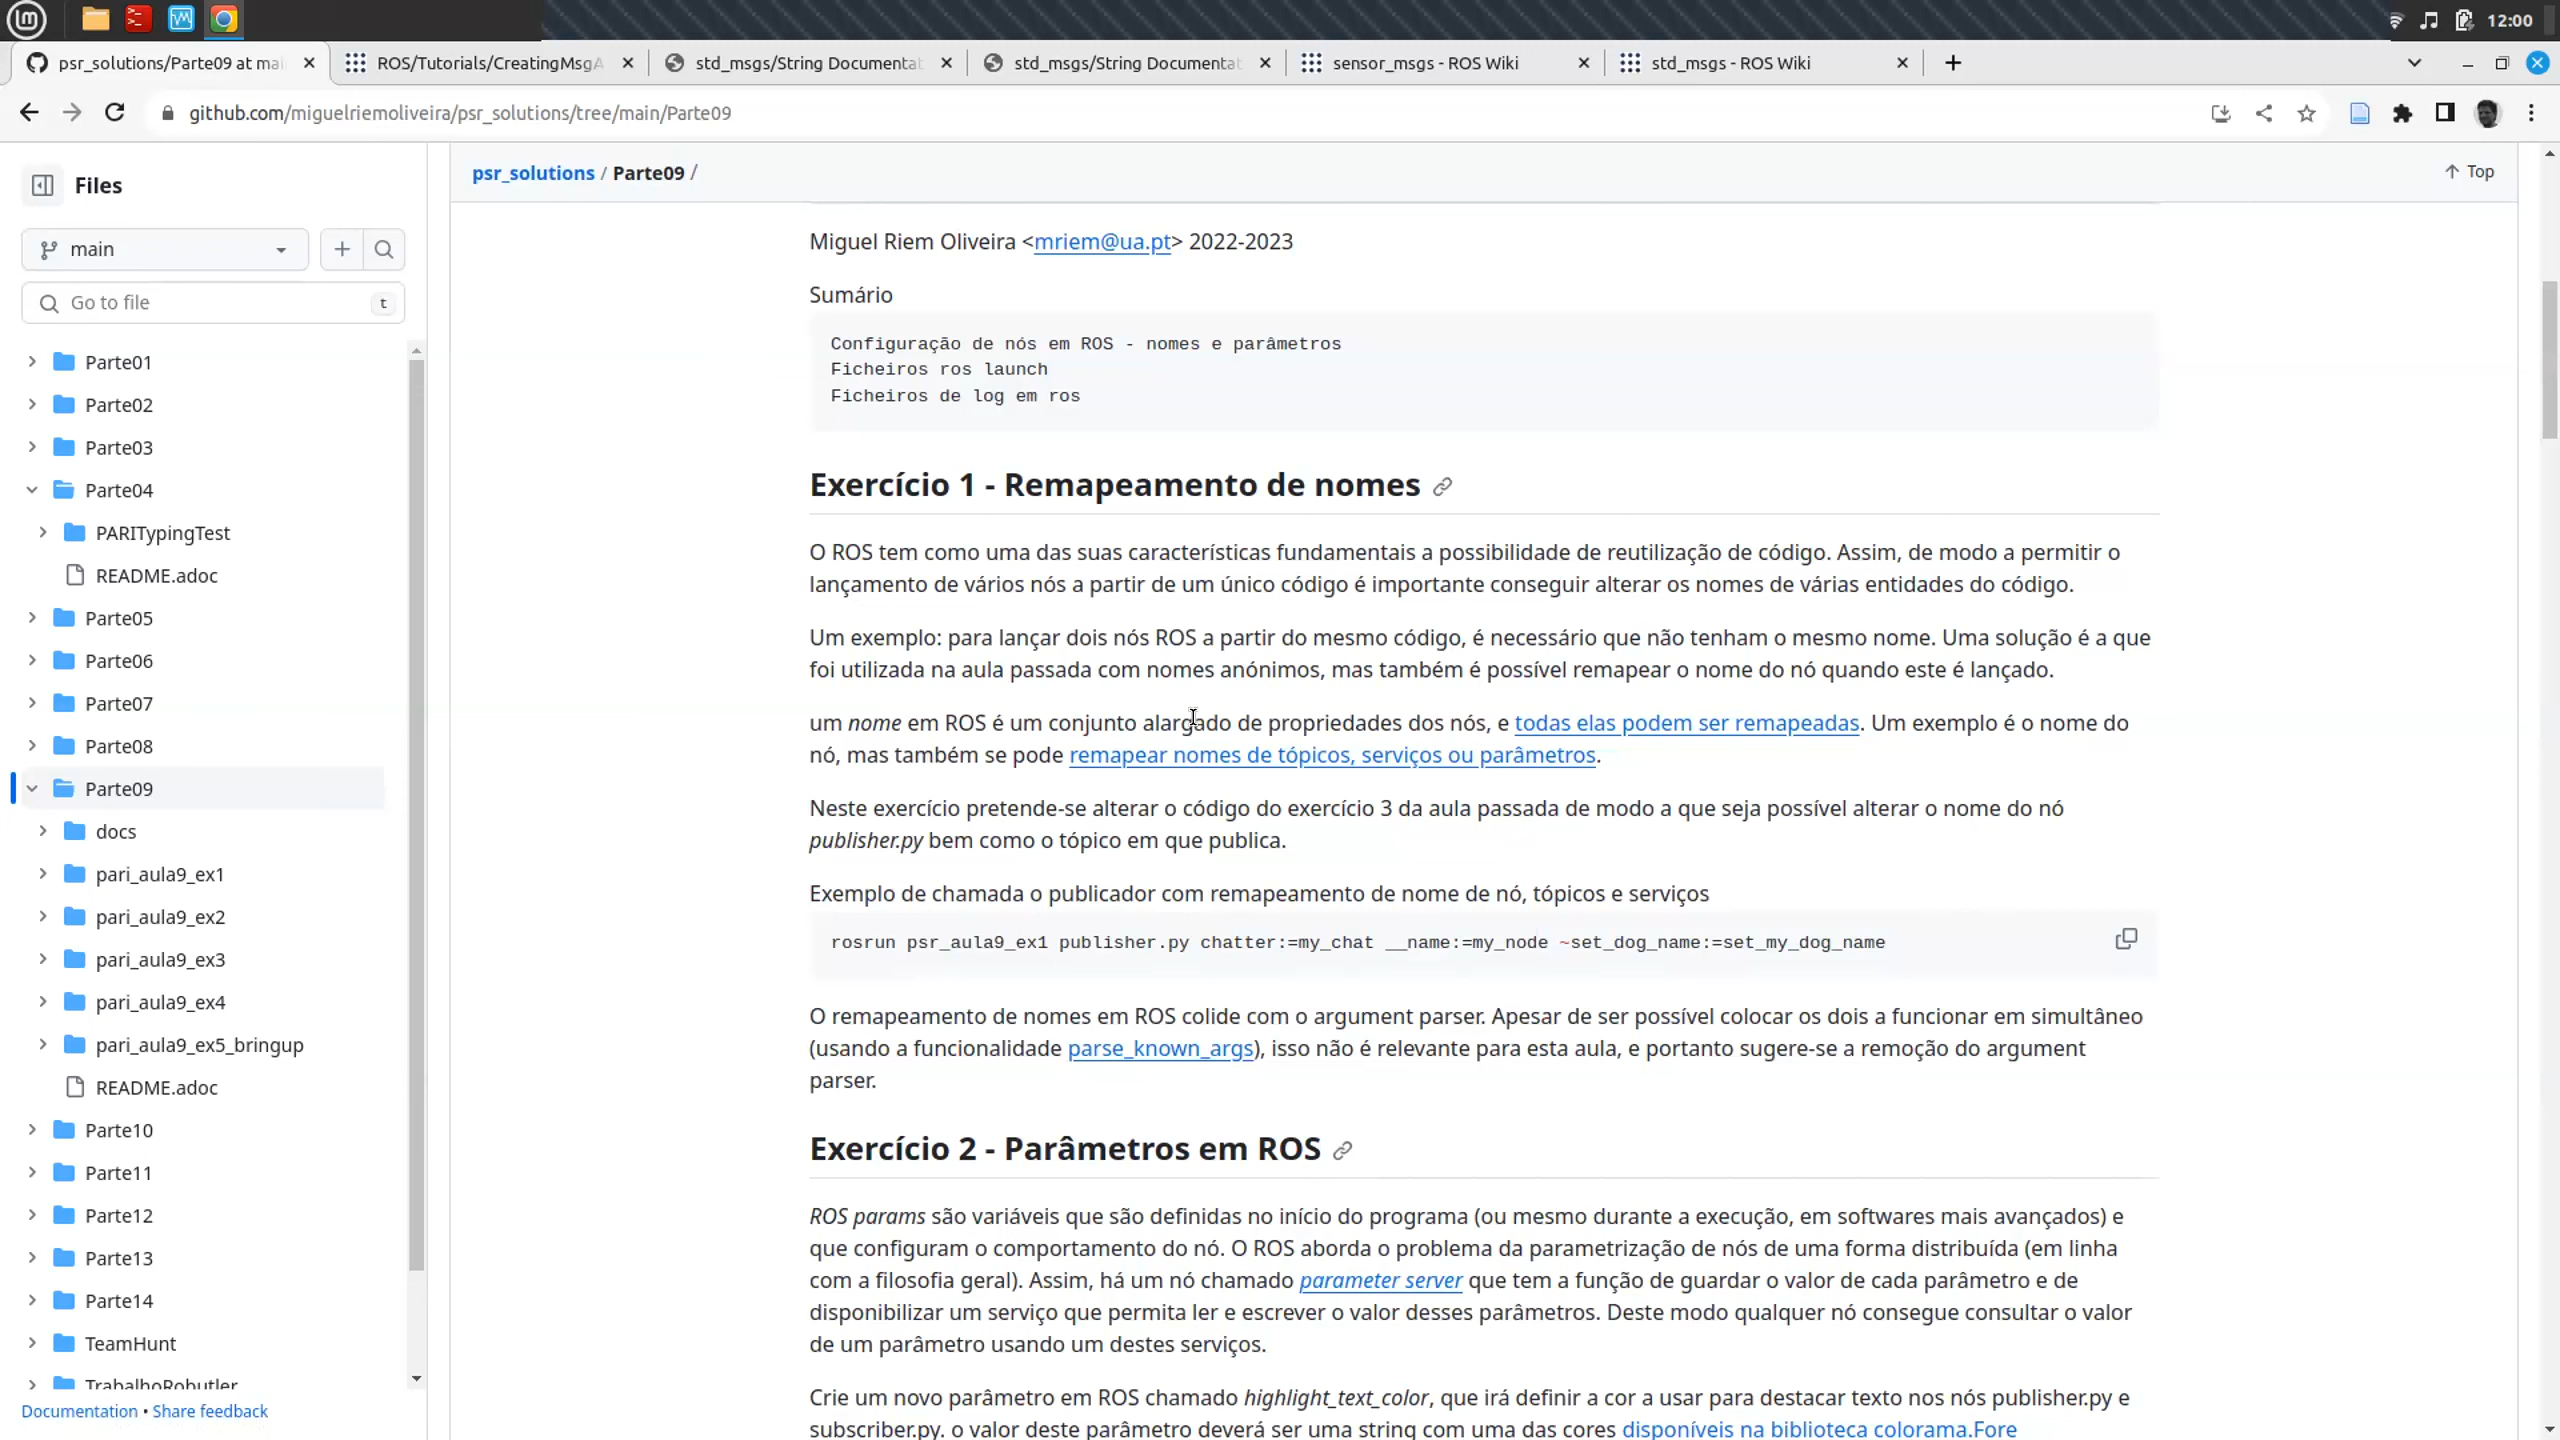 12:00
psr_solutions/Parte09 at mai
ROS/Tutorials/CreatingMsgA
std_msgs/String Documentat
std_msgs/String Documentat
sensor_msgs - ROS Wiki
std_msgs - ROS Wiki
github.com/miguelriemoliveira/psr_solutions/tree/main/Parte09
Files
main
Go to file
t
Parte01
Parte02
Parte03
Parte04
PARITypingTest
README.adoc
Parte05
Parte06
Parte07
Parte08
Parte09
docs
pari_aula9_ex1
pari_aula9_ex2
pari_aula9_ex3
pari_aula9_ex4
pari_aula9_ex5_bringup
README.adoc
Parte10
Parte11
Parte12
Parte13
Parte14
TeamHunt
TrabalhoRobutler
Documentation • Share feedback
psr_solutions / Parte09 /
Top
Miguel Riem Oliveira <mriem@ua.pt> 2022-2023
Sumário
Configuração de nós em ROS - nomes e parâmetros
Ficheiros ros launch
Ficheiros de log em ros
Exercício 1 - Remapeamento de nomes
O ROS tem como uma das suas características fundamentais a possibilidade de reutilização de código. Assim, de modo a permitir o
lançamento de vários nós a partir de um único código é importante conseguir alterar os nomes de várias entidades do código.
Um exemplo: para lançar dois nós ROS a partir do mesmo código, é necessário que não tenham o mesmo nome. Uma solução é a que
foi utilizada na aula passada com nomes anónimos, mas também é possível remapear o nome do nó quando este é lançado.
um nome em ROS é um conjunto alargado de propriedades dos nós, e todas elas podem ser remapeadas. Um exemplo é o nome do
nó, mas também se pode remapear nomes de tópicos, serviços ou parâmetros.
Neste exercício pretende-se alterar o código do exercício 3 da aula passada de modo a que seja possível alterar o nome do nó
publisher.py bem como o tópico em que publica.
Exemplo de chamada o publicador com remapeamento de nome de nó, tópicos e serviços
rosrun psr_aula9_ex1 publisher.py chatter:=my_chat __name:=my_node ~set_dog_name:=set_my_dog_name
O remapeamento de nomes em ROS colide com o argument parser. Apesar de ser possível colocar os dois a funcionar em simultâneo
(usando a funcionalidade parse_known_args), isso não é relevante para esta aula, e portanto sugere-se a remoção do argument
parser.
Exercício 2 - Parâmetros em ROS
ROS params são variáveis que são definidas no início do programa (ou mesmo durante a execução, em softwares mais avançados) e
que configuram o comportamento do nó. O ROS aborda o problema da parametrização de nós de uma forma distribuída (em linha
com a filosofia geral). Assim, há um nó chamado parameter server que tem a função de guardar o valor de cada parâmetro e de
disponibilizar um serviço que permita ler e escrever o valor desses parâmetros. Deste modo qualquer nó consegue consultar o valor
de um parâmetro usando um destes serviços.
Crie um novo parâmetro em ROS chamado highlight_text_color, que irá definir a cor a usar para destacar texto nos nós publisher.py e
subscriber.py. o valor deste parâmetro deverá ser uma string com uma das cores disponíveis na biblioteca colorama.Fore